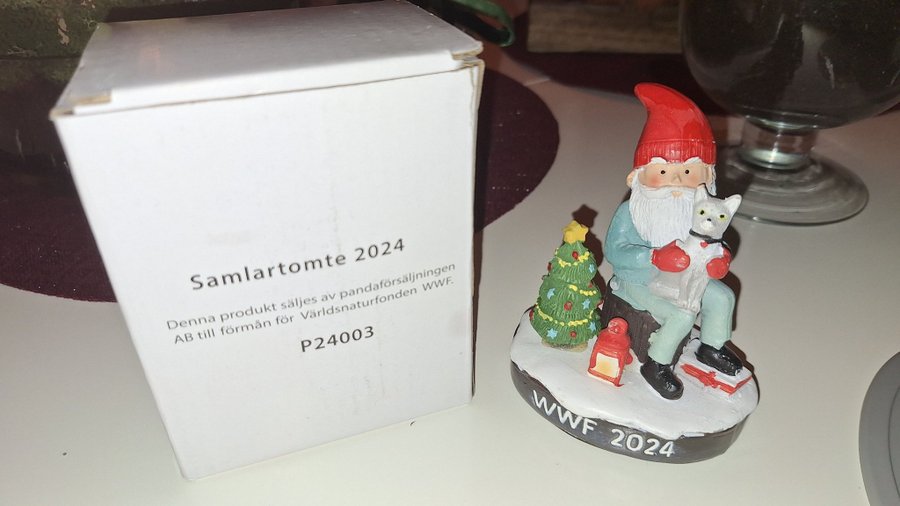 Samlartomte 2024
Denna produkt säljes av pandaförsäljningen
AB till förmån för Världsnaturfonden WWF.
P24003
WWF 2024